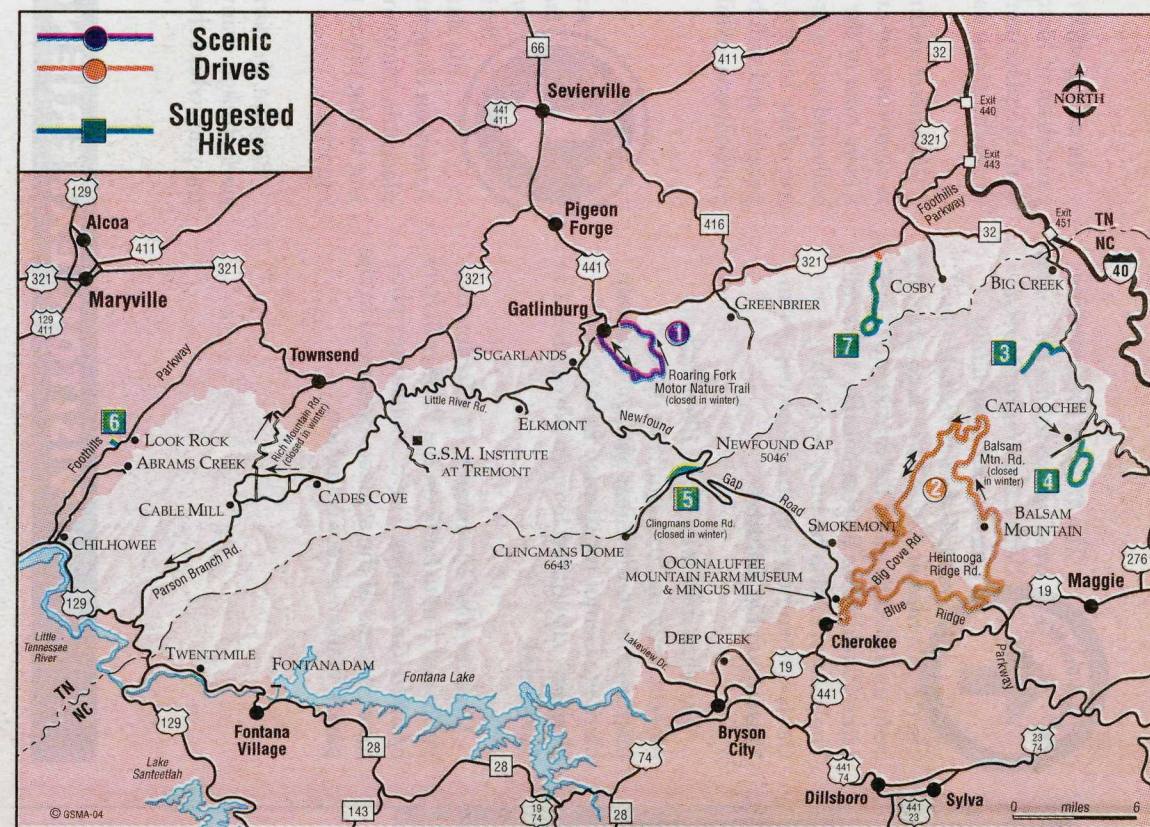 Scenic
Drives
Suggested
Hikes
66
411
32
NORTH
Exit
440
Sevierville
441
411
321
Exit
443
129
Foothills
Parkway
Alcoa
Pigeon
Forge
416
Exit
451
TN
NC
411
32
321
321
441
321
321
40
Maryville
COSBY
BIG CREEK
129
411
Gatlinburg
GREENBRIER
1
7
3
Parkway
Townsend
SUGARLANDS
Roaring Fork
Motor Nature Trail
(closed in winter)
Little River Rd.
ELKMONT
Newfound
CATALOOCHEE
6
Rich Mountain Rd.
(closed in winter)
Foothills
LOOK ROCK
G.S.M. INSTITUTE
AT TREMONT
NEWFOUND GAP
5046'
Balsam
Mtn. Rd.
(closed
in winter)
ABRAMS CREEK
2
4
CADES COVE
5
Gap
CABLE MILL
Road
Clingmans Dome Rd.
(closed in winter)
SMOKEMONT
BALSAM
MOUNTAIN
CHILHOWEE
CLINGMANS DOME
6643'
Big Cove Rd.
Heintooga
Ridge Rd.
276
Parson Branch Rd.
OCONALUFTEE
MOUNTAIN FARM MUSEUM
& MINGUS MILL
Maggie
129
19
Blue
Ridge
Little
Tennessee
River
Cherokee
DEEP CREEK
Lakeview Dr.
TWENTYMILE
FONTANA DAM
19
Parkway
Fontana Lake
TN
NC
441
129
Fontana
Village
Bryson
City
28
74
23
74
Lake
Santeetlah
28
441
74
Dillsboro
Sylva
© GSMA-04
143
19
74
28
441
23
0 miles 6